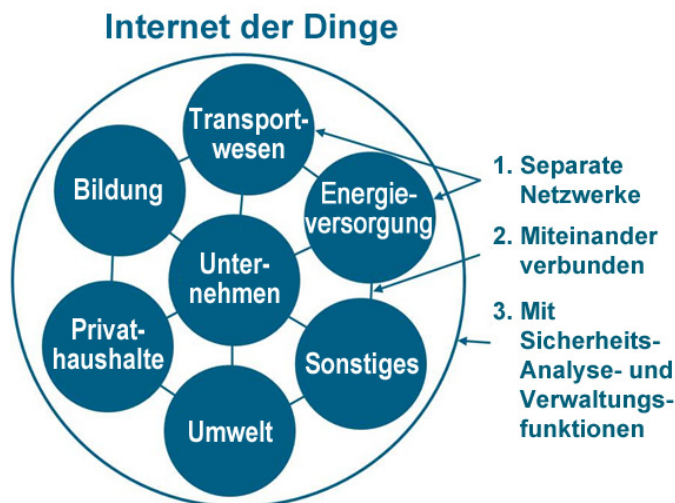 Internet der Dinge
Transport-
wesen
Bildung
Energie-
versorgung
Unter-
nehmen
Privat-
haushalte
Sonstiges
Umwelt
1. Separate
Netzwerke
2. Miteinander
verbunden
3. Mit
Sicherheits-
Analyse- und
Verwaltungs-
funktionen